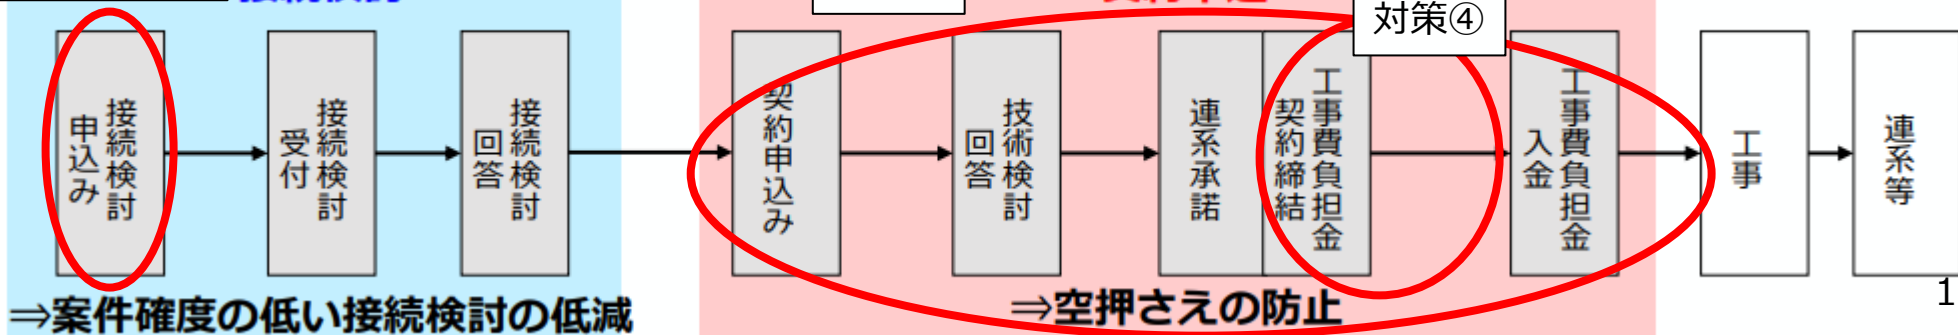 対策④
接続検討
申込み
接続検討
受付
接続検討
回答
契約申込み
技術検討
回答
連系承諾
工事費負担金
契約締結
工事費負担金
入金
工事
連系等
⇒案件確度の低い接続検討の低減
⇒空押さえの防止
1